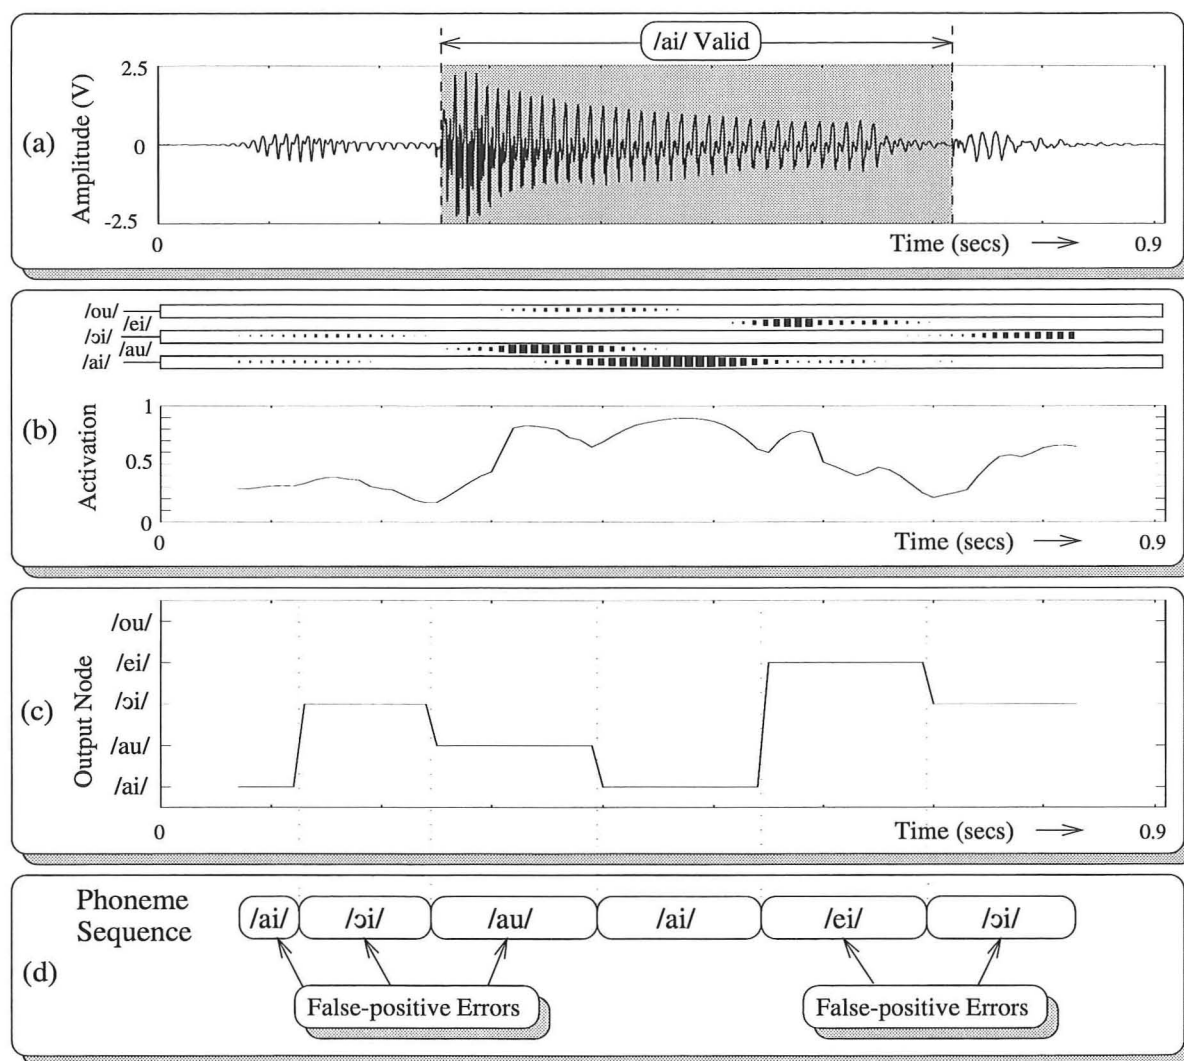 /ai/ Valid
(a)
Amplitude (V)
2.5
0
-2.5
0
Time (secs)
0.9
/ou/
/ei/
/ɔi/
/au/
/ai/
(b)
Activation
1
0.5
0
0
Time (secs)
0.9
(c)
Output Node
/ou/
/ei/
/ɔi/
/au/
/ai/
0
Time (secs)
0.9
(d)
Phoneme
Sequence
/ai/ /ɔi/ /au/ /ai/ /ei/ /ɔi/
False-positive Errors
False-positive Errors